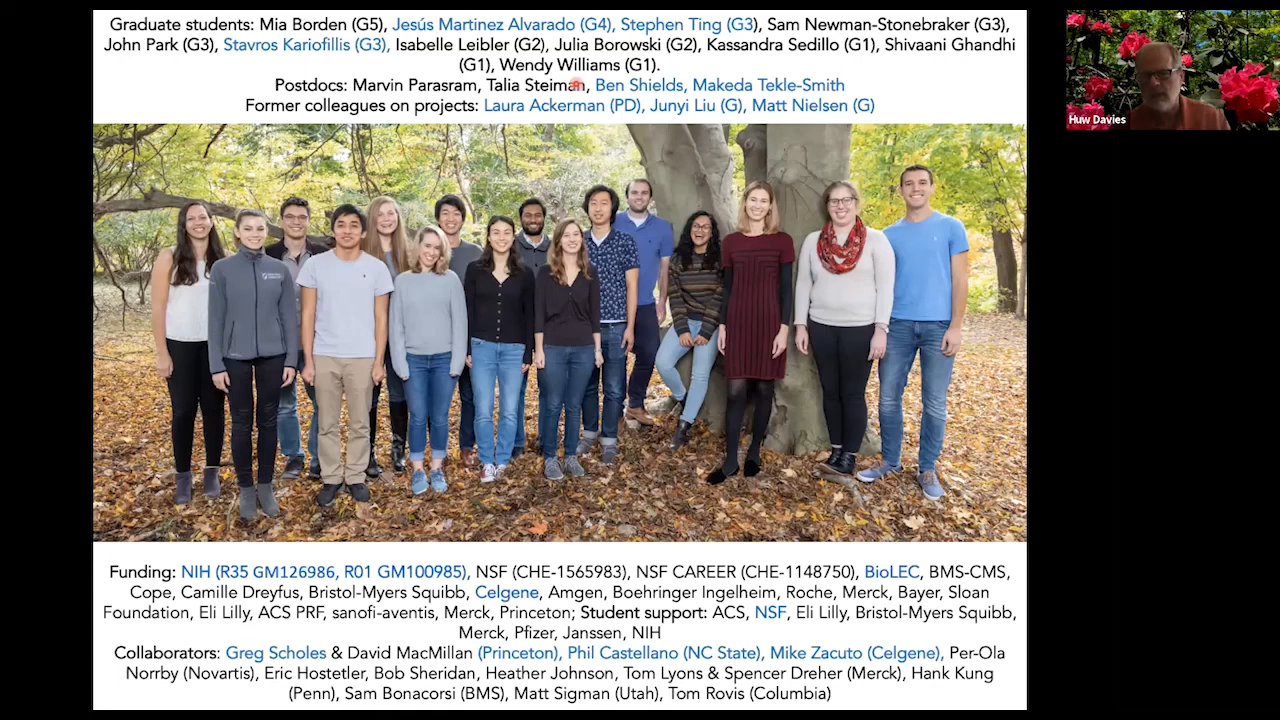 Graduate students: Mia Borden (G5), Jesús Martinez Alvarado (G4), Stephen Ting (G3), Sam Newman-Stonebraker (G3),
John Park (G3), Stavros Kariofillis (G3), Isabelle Leibler (G2), Julia Borowski (G2), Kassandra Sedillo (G1), Shivaani Ghandhi
(G1), Wendy Williams (G1).
Postdocs: Marvin Parasram, Talia Steiman, Ben Shields, Makeda Tekle-Smith
Former colleagues on projects: Laura Ackerman (PD), Junyi Liu (G), Matt Nielsen (G)
Huw Davies
Funding: NIH (R35 GM126986, R01 GM100985), NSF (CHE-1565983), NSF CAREER (CHE-1148750), BioLEC, BMS-CMS,
Cope, Camille Dreyfus, Bristol-Myers Squibb, Celgene, Amgen, Boehringer Ingelheim, Roche, Merck, Bayer, Sloan
Foundation, Eli Lilly, ACS PRF, sanofi-aventis, Merck, Princeton; Student support: ACS, NSF, Eli Lilly, Bristol-Myers Squibb,
Merck, Pfizer, Janssen, NIH
Collaborators: Greg Scholes & David MacMillan (Princeton), Phil Castellano (NC State), Mike Zacuto (Celgene), Per-Ola
Norrby (Novartis), Eric Hostetler, Bob Sheridan, Heather Johnson, Tom Lyons & Spencer Dreher (Merck), Hank Kung
(Penn), Sam Bonacorsi (BMS), Matt Sigman (Utah), Tom Rovis (Columbia)